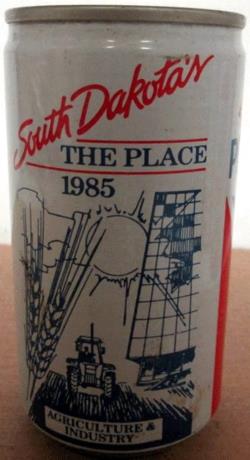 South Dakota's
THE PLACE
1985
AGRICULTURE &
INDUSTRY